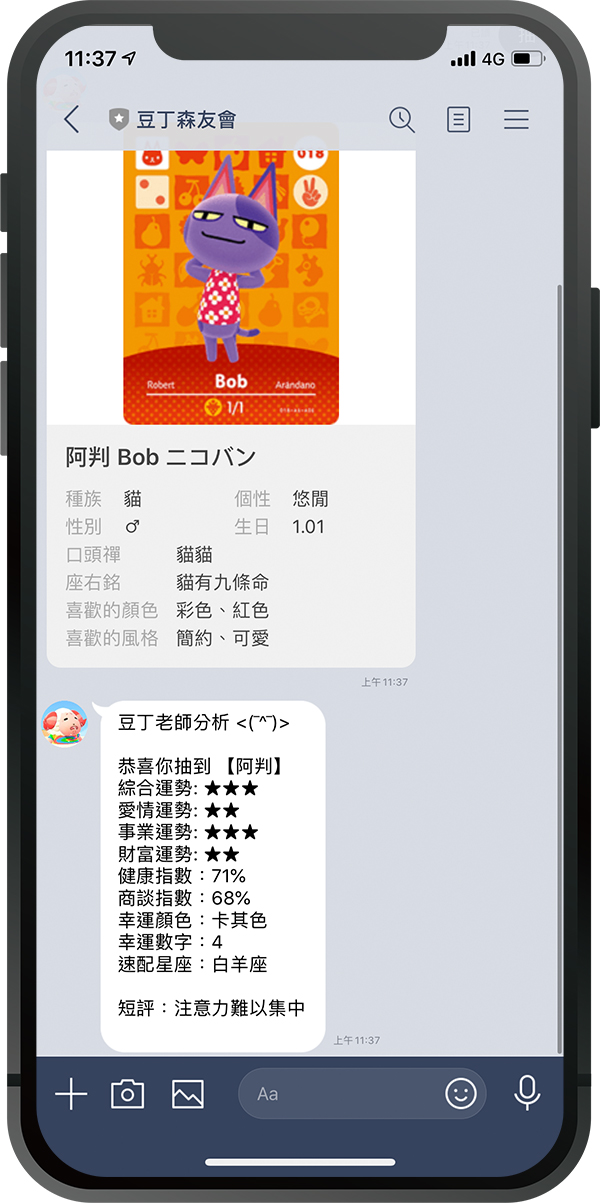 11:37
4G
豆丁森友會
018
Robert Bob Arándano
1/1
阿判 Bob ニコバン
種族 貓 個性 悠閒
性別 ♂ 生日 1.01
口頭禪 貓貓
座右銘 貓有九條命
喜歡的顏色 彩色、紅色
喜歡的風格 簡約、可愛
上午11:37
豆丁老師分析 <(￣︿￣)>
恭喜你抽到 【阿判】
綜合運勢: ★★★
愛情運勢: ★★
事業運勢: ★★★
財富運勢: ★★
健康指數：71%
商談指數：68%
幸運顏色：卡其色
幸運數字：4
速配星座：白羊座
短評：注意力難以集中
上午11:37
Aa